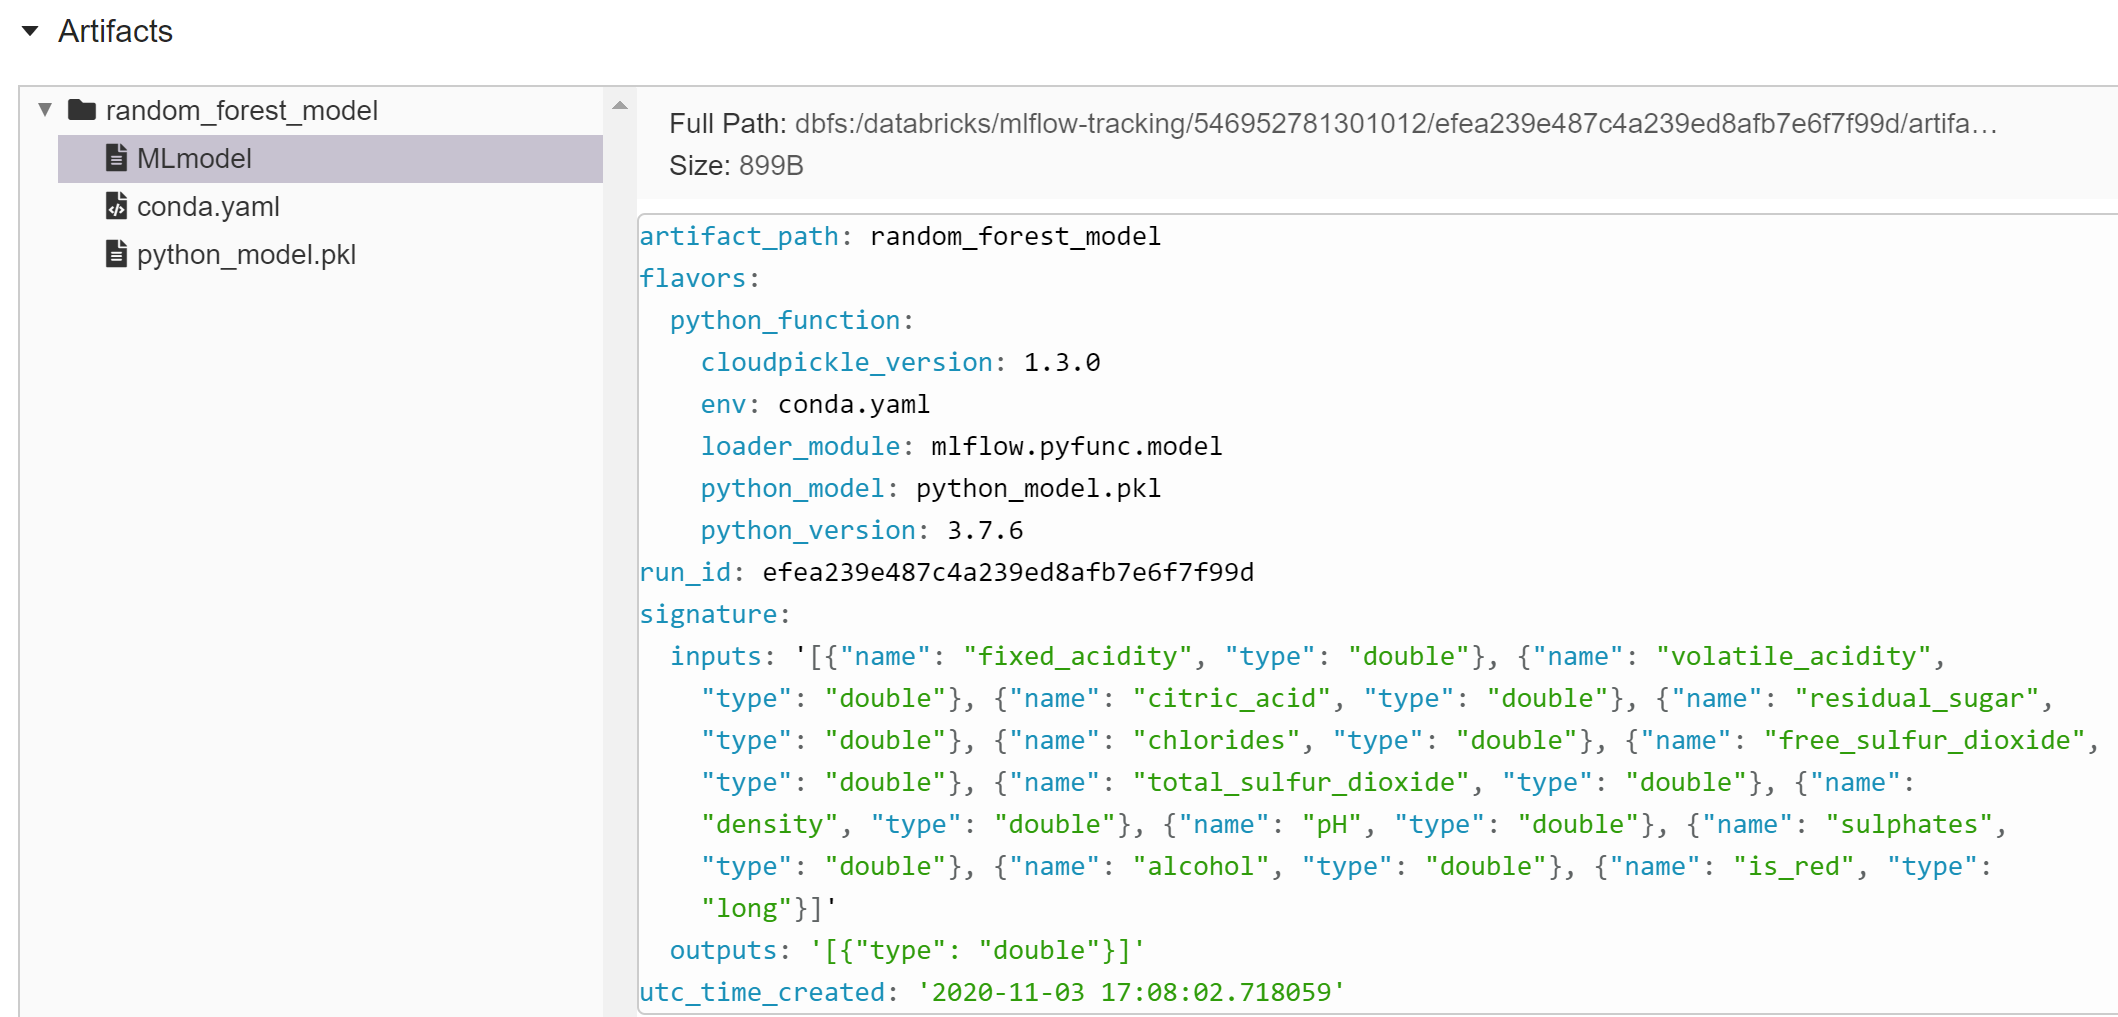 Artifacts
random_forest_model
MLmodel
conda.yaml
python_model.pkl
Full Path: dbfs:/databricks/mlflow-tracking/546952781301012/efea239e487c4a239ed8afb7e6f7f99d/artifa…
Size: 899B
artifact_path: random_forest_model
flavors:
  python_function:
    cloudpickle_version: 1.3.0
    env: conda.yaml
    loader_module: mlflow.pyfunc.model
    python_model: python_model.pkl
    python_version: 3.7.6
run_id: efea239e487c4a239ed8afb7e6f7f99d
signature:
  inputs: '[{"name": "fixed_acidity", "type": "double"}, {"name": "volatile_acidity",
    "type": "double"}, {"name": "citric_acid", "type": "double"}, {"name": "residual_sugar",
    "type": "double"}, {"name": "chlorides", "type": "double"}, {"name": "free_sulfur_dioxide",
    "type": "double"}, {"name": "total_sulfur_dioxide", "type": "double"}, {"name":
    "density", "type": "double"}, {"name": "pH", "type": "double"}, {"name": "sulphates",
    "type": "double"}, {"name": "alcohol", "type": "double"}, {"name": "is_red", "type":
    "long"}]'
  outputs: '[{"type": "double"}]'
utc_time_created: '2020-11-03 17:08:02.718059'